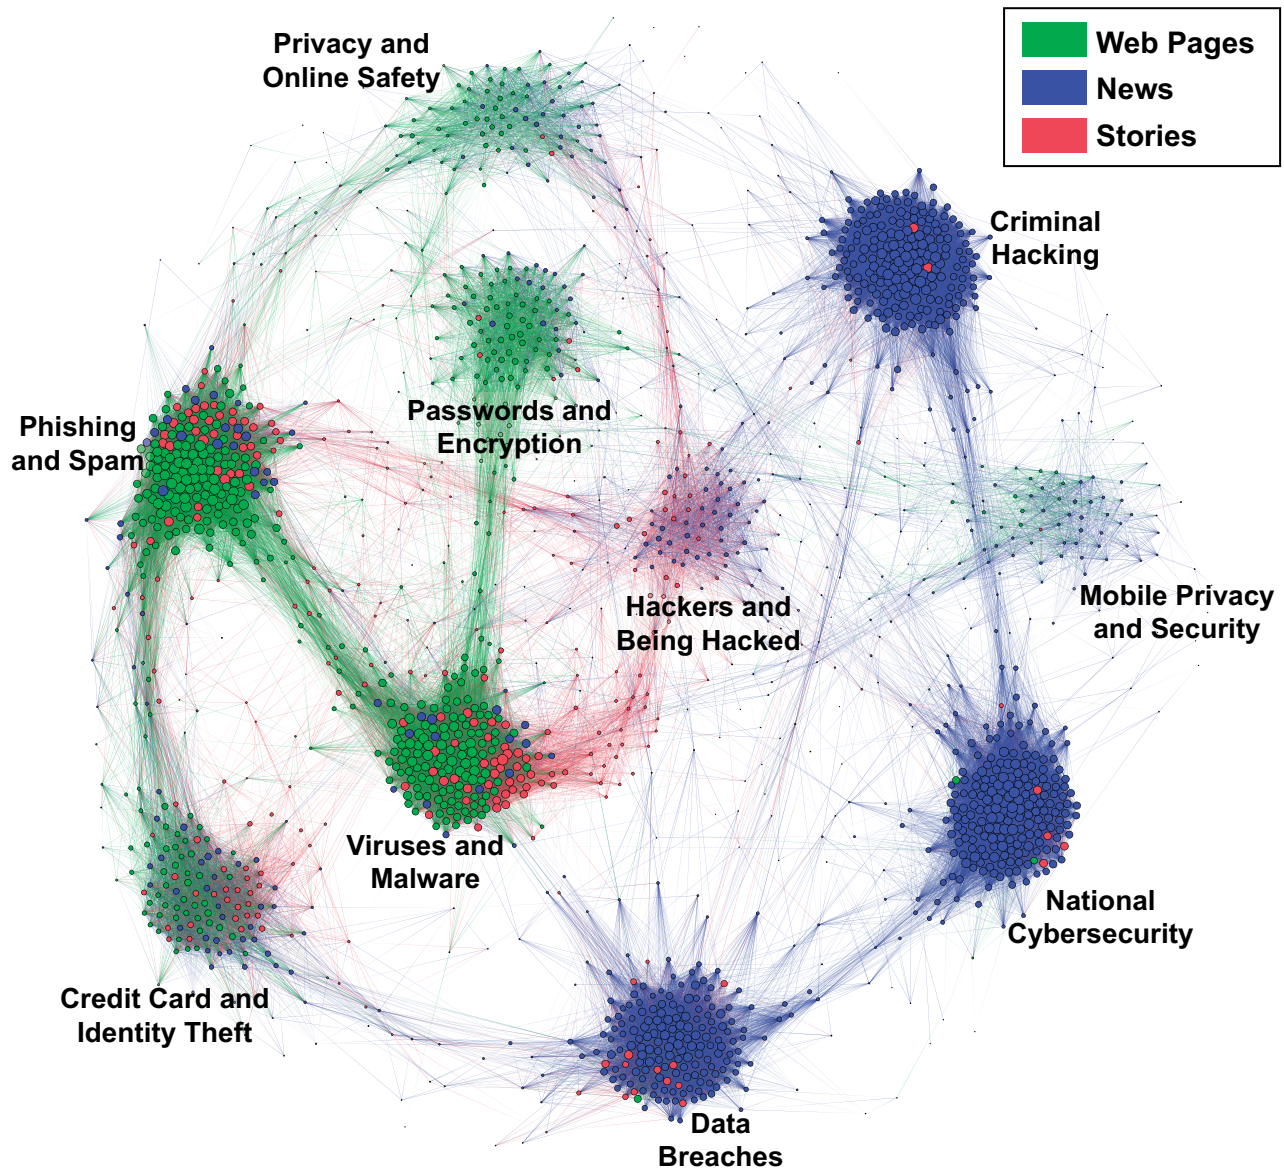 Privacy and
Online Safety
Web Pages
News
Stories
Criminal
Hacking
Phishing
and Spam
Passwords and
Encryption
Hackers and
Being Hacked
Mobile Privacy
and Security
Viruses and
Malware
National
Cybersecurity
Credit Card and
Identity Theft
Data
Breaches